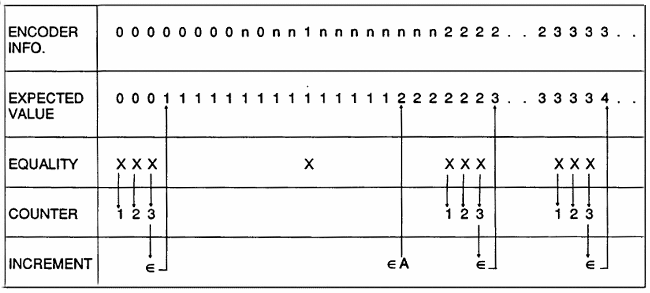 ENCODER INFO. 0 0 0 0 0 0 0 0 n 0 n n 1 n n n n n n n n 2 2 2 2 . . 2 3 3 3 3 3 . .
EXPECTED VALUE 0 0 0 1 1 1 1 1 1 1 1 1 1 1 1 1 1 1 2 2 2 2 2 2 3 . . . 3 3 3 3 4 . .
EQUALITY X X X X X X X X X X
COUNTER 1 2 3 1 2 3 1 2 3
INCREMENT ∈ ∈ A ∈ ∈